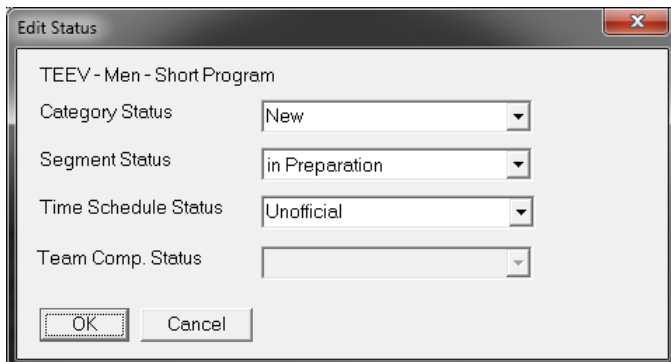 Edit Status
TEEV - Men - Short Program
Category Status New
Segment Status in Preparation
Time Schedule Status Unofficial
Team Comp. Status
OK Cancel